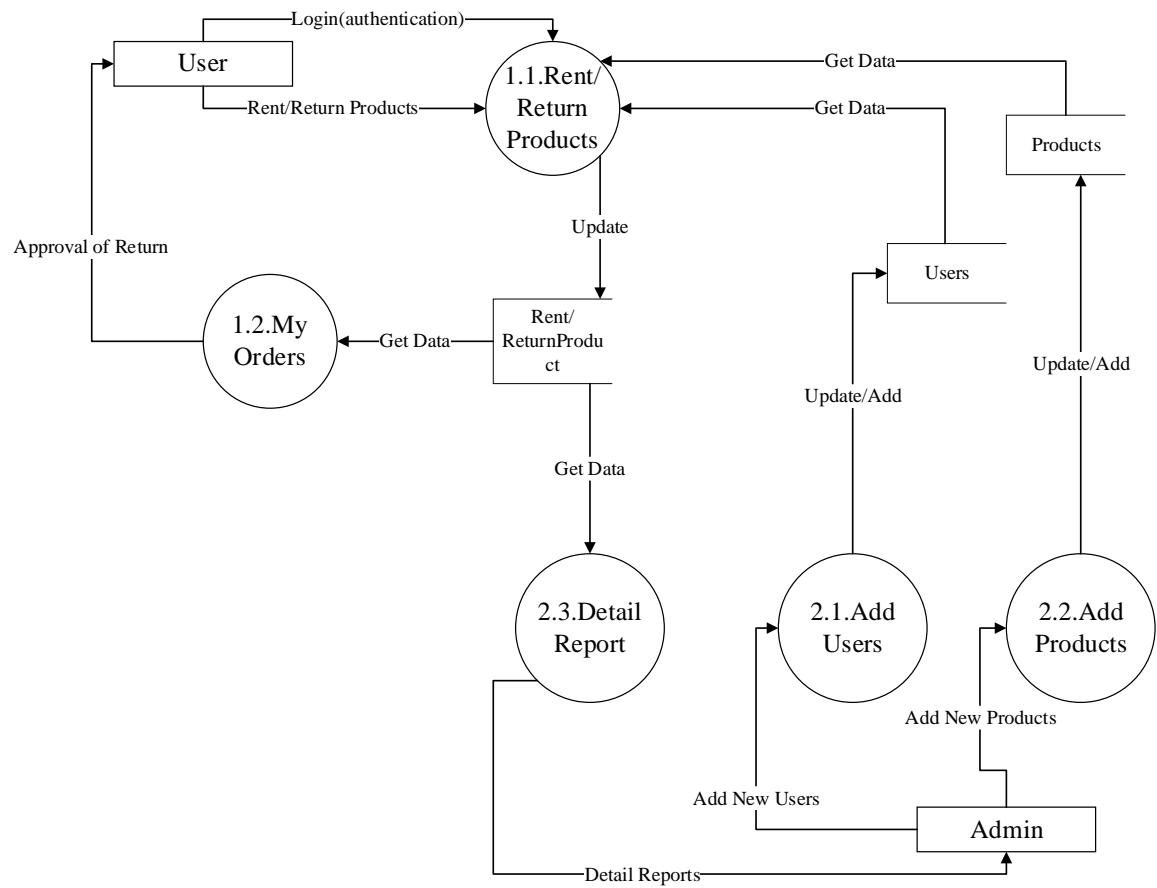 Login(authentication)
User
1.1.Rent/
Return
Products
Get Data
Rent/Return Products
Get Data
Products
Update
Approval of Return
Users
1.2.My
Orders
Get Data
Rent/
ReturnProdu
ct
Update/Add
Update/Add
Get Data
2.3.Detail
Report
2.1.Add
Users
2.2.Add
Products
Add New Products
Add New Users
Admin
Detail Reports